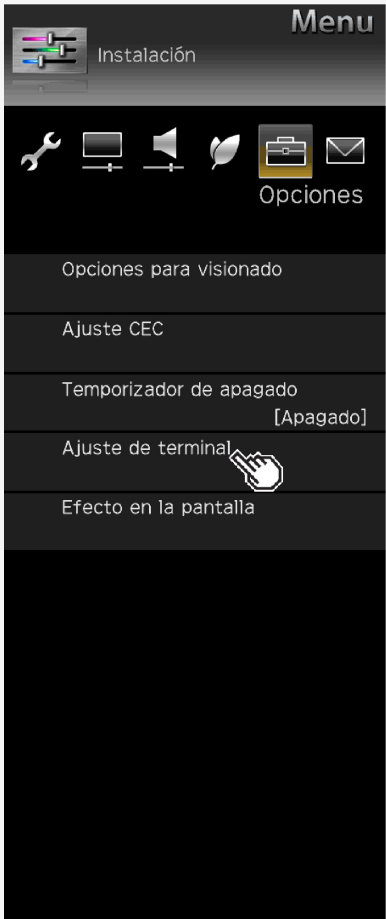 Menu
Instalación
Opciones
Opciones para visionado
Ajuste CEC
Temporizador de apagado
[Apagado]
Ajuste de terminal
Efecto en la pantalla